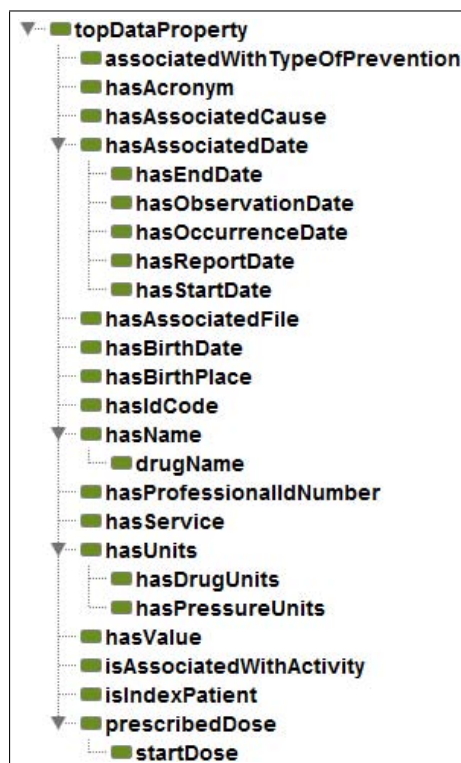 topDataProperty
associatedWithTypeOfPrevention
hasAcronym
hasAssociatedCause
hasAssociatedDate
hasEndDate
hasObservationDate
hasOccurrenceDate
hasReportDate
hasStartDate
hasAssociatedFile
hasBirthDate
hasBirthPlace
hasIdCode
hasName
drugName
hasProfessionalIdNumber
hasService
hasUnits
hasDrugUnits
hasPressureUnits
hasValue
isAssociatedWithActivity
isIndexPatient
prescribedDose
startDose